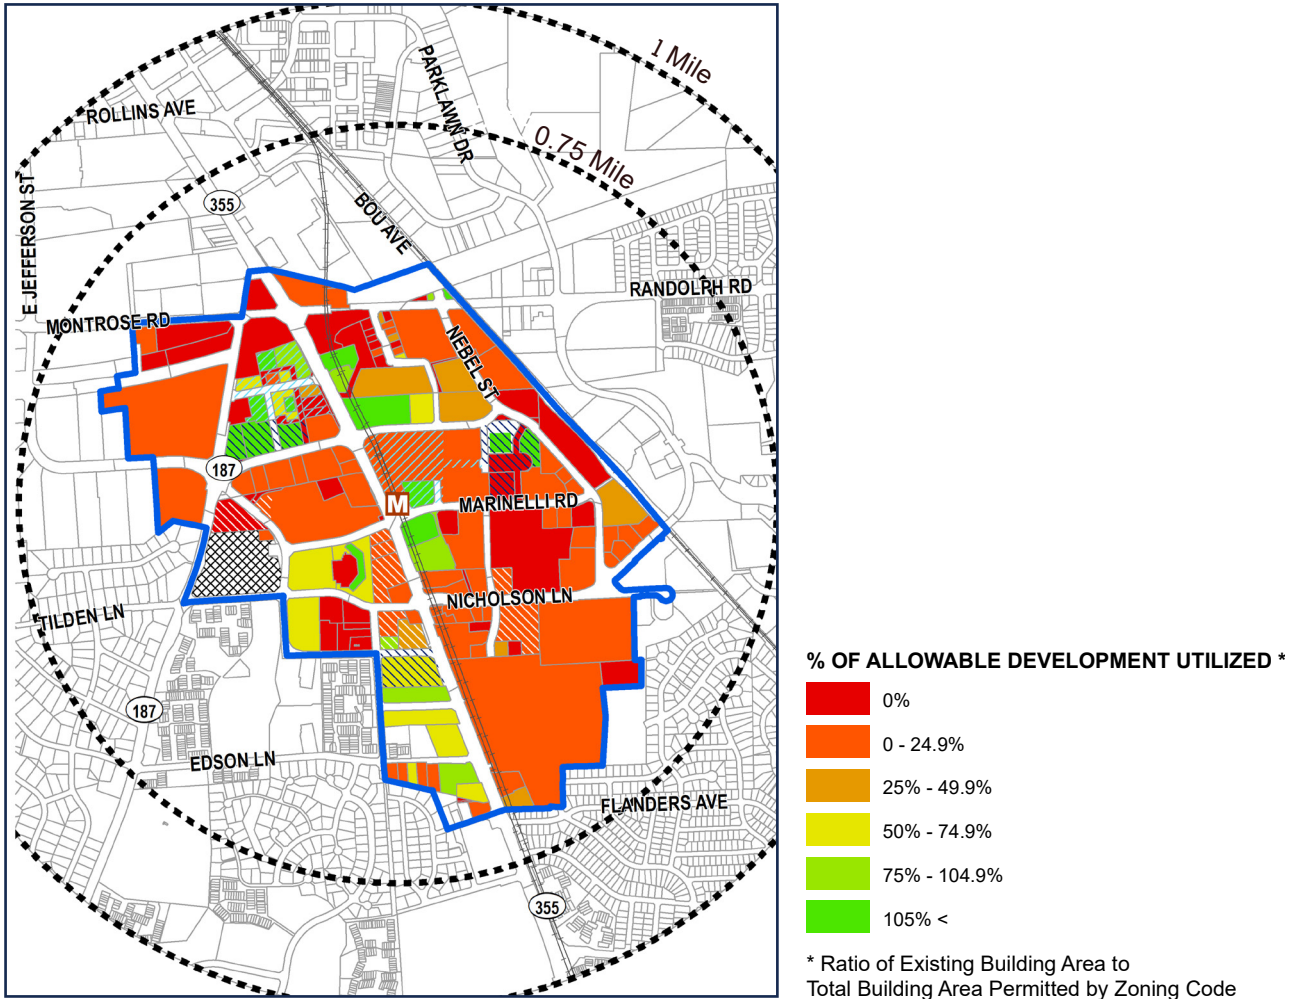 1 Mile
PARKLAWN DR
ROLLINS AVE
0.75 Mile
E JEFFERSON ST
355
BOU AVE
RANDOLPH RD
MONTROSE RD
NEBEL ST
187
M
MARINELLI RD
NICHOLSON LN
TILDEN LN
187
EDSON LN
FLANDERS AVE
355
% OF ALLOWABLE DEVELOPMENT UTILIZED *
0%
0 - 24.9%
25% - 49.9%
50% - 74.9%
75% - 104.9%
105% <
* Ratio of Existing Building Area to
Total Building Area Permitted by Zoning Code